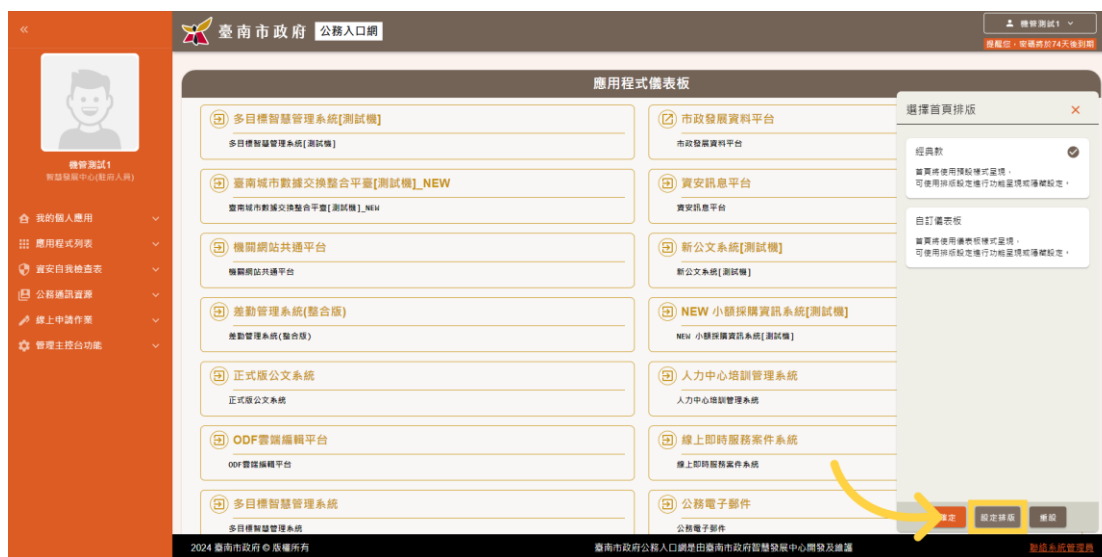 «
臺南市政府 公務入口網
機管測試1
提醒您，密碼將於74天後到期
機管測試1
智慧發展中心(駐府人員)
我的個人應用
應用程式列表
資安自我檢查表
公務通訊資源
線上申請作業
管理主控台功能
應用程式儀表板
多目標智慧管理系統[測試機]
多目標智慧管理系統[測試機]
市政發展資料平台
市政發展資料平台
臺南城市數據交換整合平臺[測試機]_NEW
臺南城市數據交換整合平臺[測試機]_NEW
資安訊息平台
資安訊息平台
機關網站共通平台
機關網站共通平台
新公文系統[測試機]
新公文系統[測試機]
差勤管理系統(整合版)
差勤管理系統(整合版)
NEW 小額採購資訊系統[測試機]
NEW 小額採購資訊系統[測試機]
正式版公文系統
正式版公文系統
人力中心培訓管理系統
人力中心培訓管理系統
ODF雲端編輯平台
ODF雲端編輯平台
線上即時服務案件系統
線上即時服務案件系統
多目標智慧管理系統
多目標智慧管理系統
公務電子郵件
公務電子郵件
選擇首頁排版
經典款
首頁將使用預設樣式呈現，
可使用排版設定進行功能呈現或隱藏設定。
自訂儀表板
首頁將使用儀表板樣式呈現，
可使用排版設定進行功能呈現或隱藏設定。
確定 設定排版 重設
2024 臺南市政府 © 版權所有
臺南市政府公務入口網是由臺南市政府智慧發展中心開發及維護
聯絡系統管理員